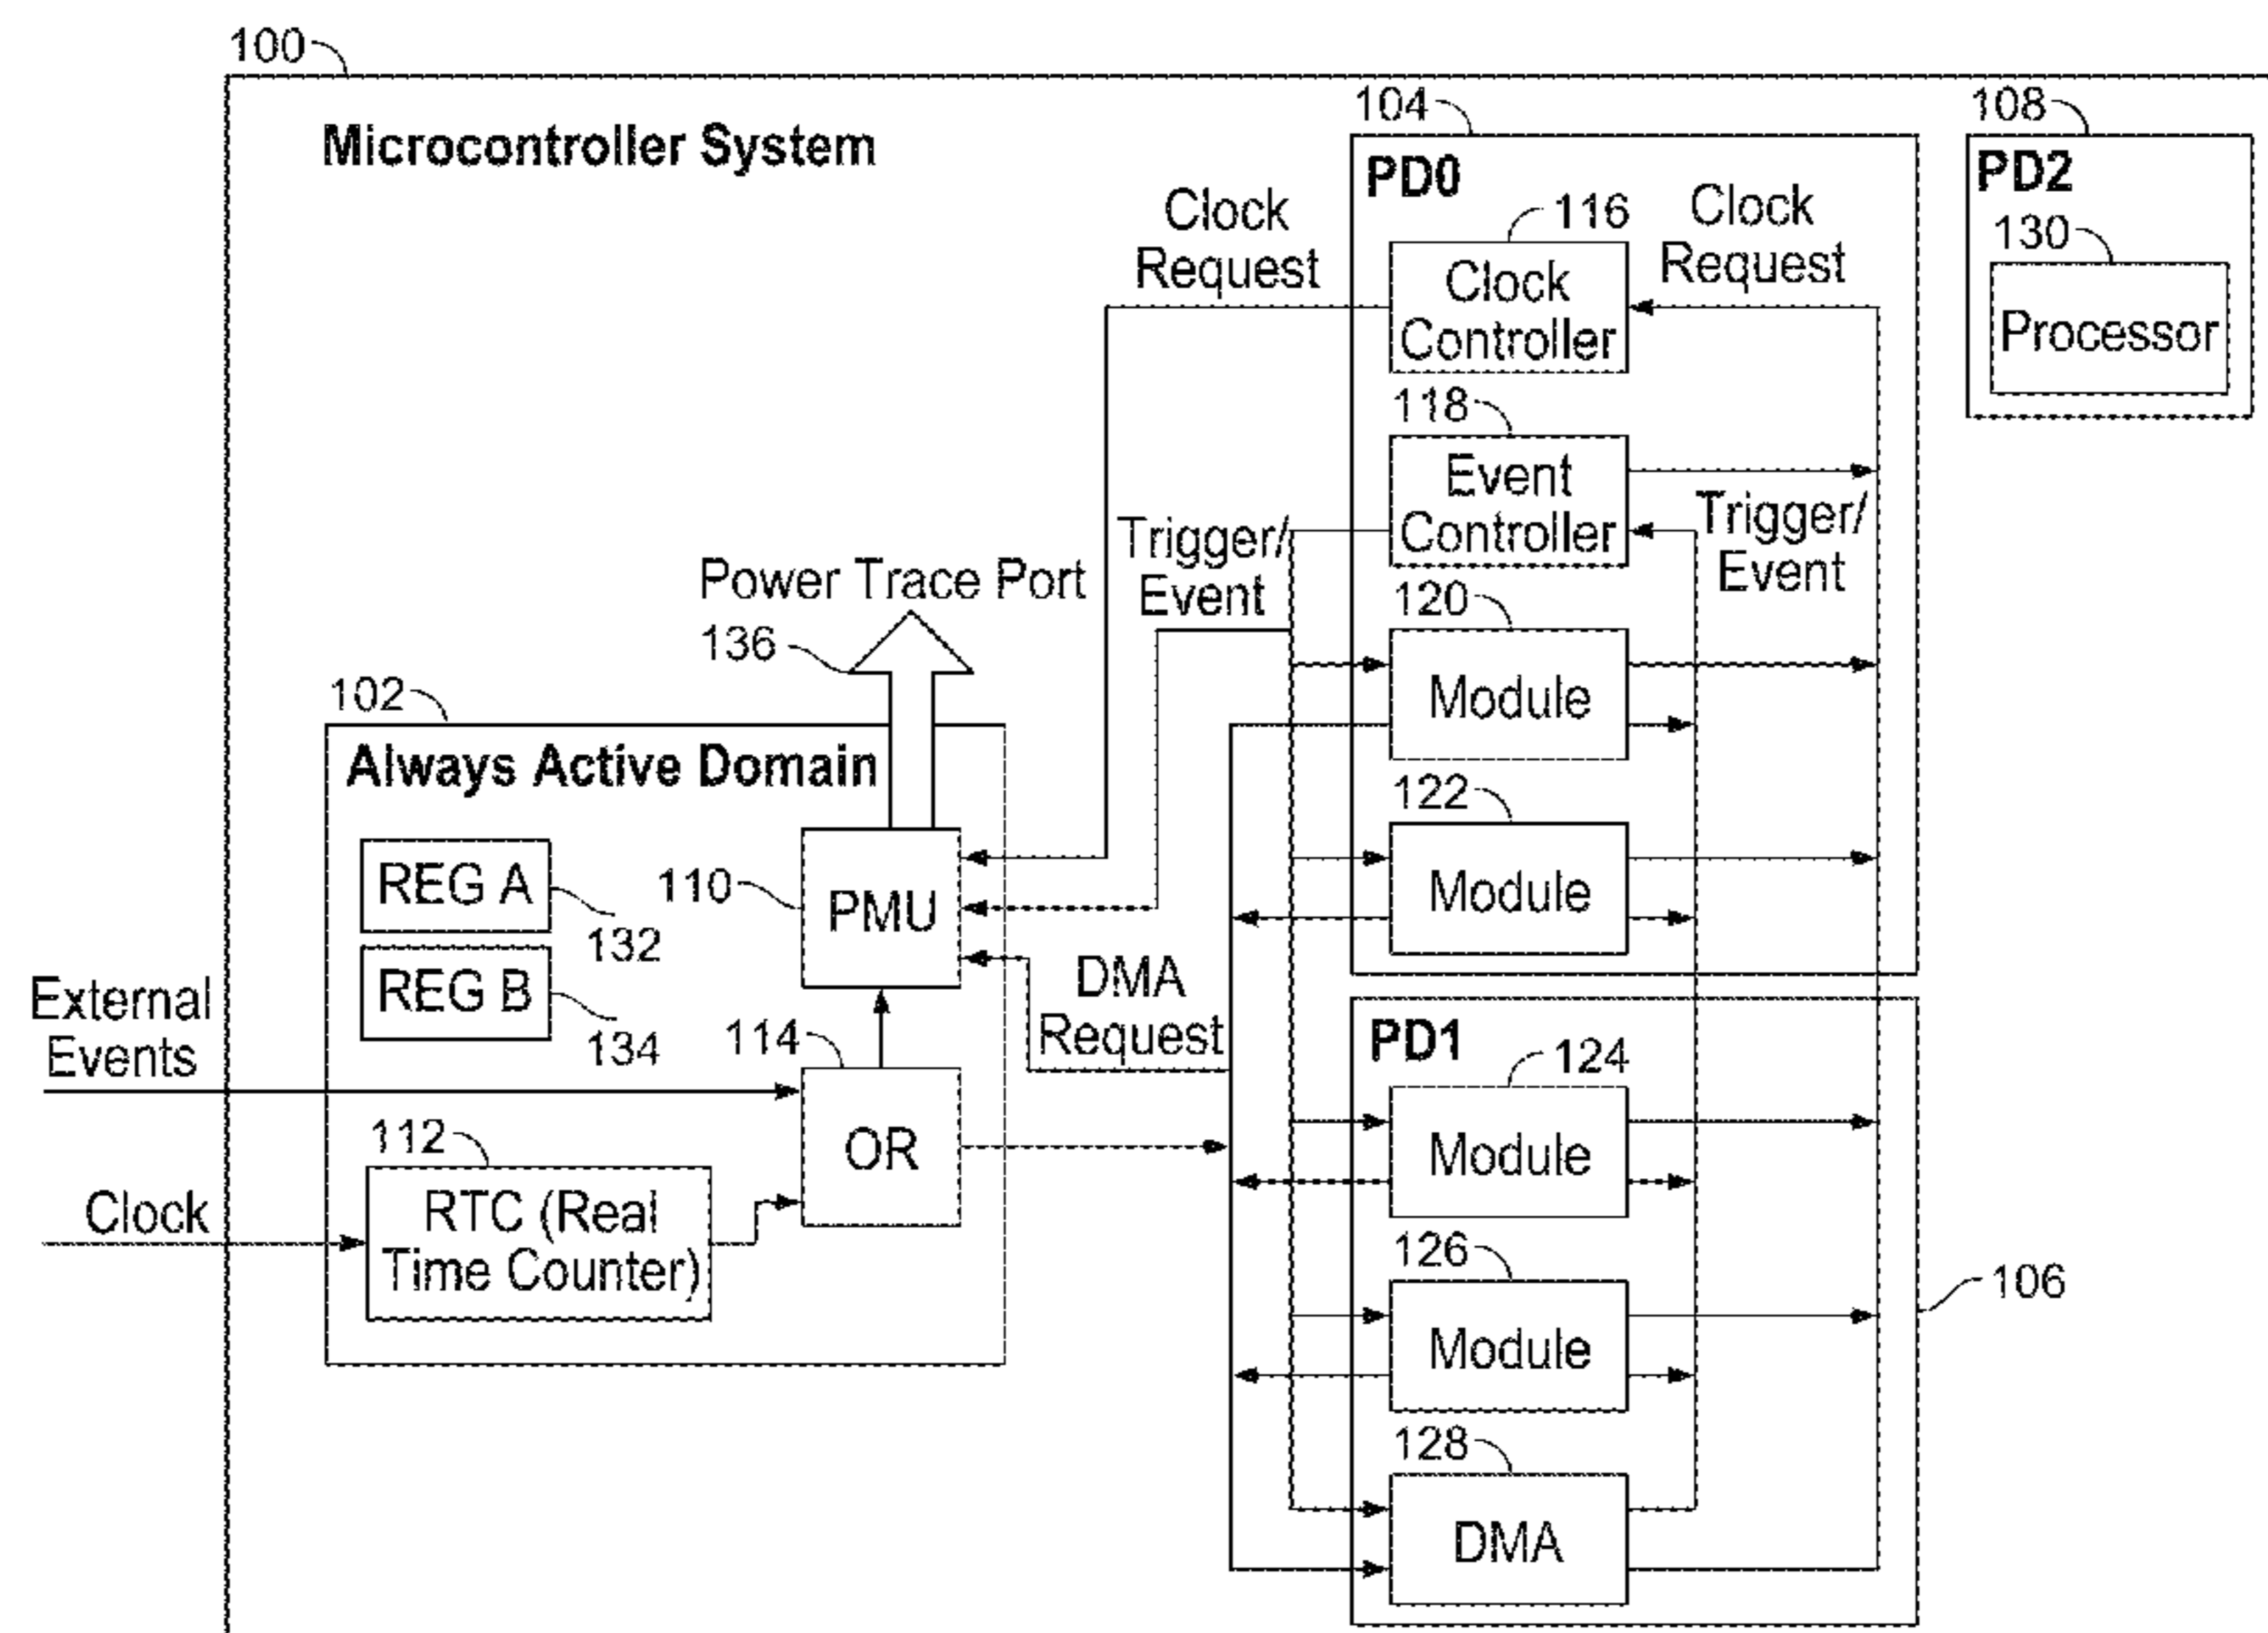 100
Microcontroller System
104
PD0
108
PD2
Clock
Request
116
Clock
Controller
Clock
Request
130
Processor
118
Event
Controller
Trigger/
Event
Trigger/
Event
Power Trace Port
136
120
Module
102
Always Active Domain
122
Module
REG A
132
110
PMU
REG B
134
External
Events
DMA
Request
114
OR
PD1
124
Module
112
Clock
RTC (Real
Time Counter)
126
Module
106
128
DMA